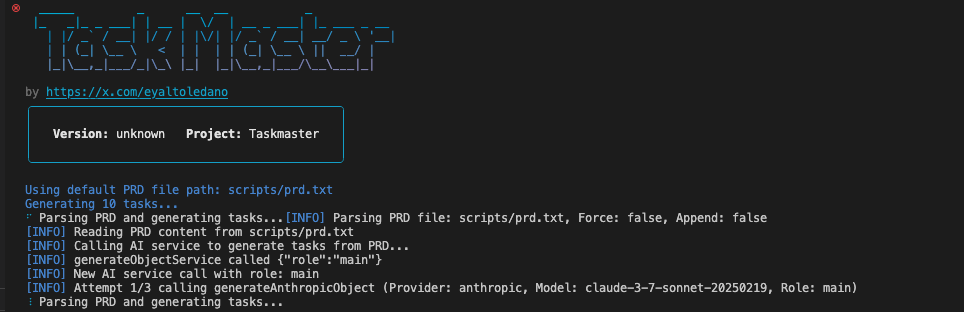 Task Master
by https://x.com/eyaltoledano
Version: unknown   Project: Taskmaster
Using default PRD file path: scripts/prd.txt
Generating 10 tasks...
⠋ Parsing PRD and generating tasks...[INFO] Parsing PRD file: scripts/prd.txt, Force: false, Append: false
[INFO] Reading PRD content from scripts/prd.txt
[INFO] Calling AI service to generate tasks from PRD...
[INFO] generateObjectService called {"role":"main"}
[INFO] New AI service call with role: main
[INFO] Attempt 1/3 calling generateAnthropicObject (Provider: anthropic, Model: claude-3-7-sonnet-20250219, Role: main)
⠸ Parsing PRD and generating tasks...